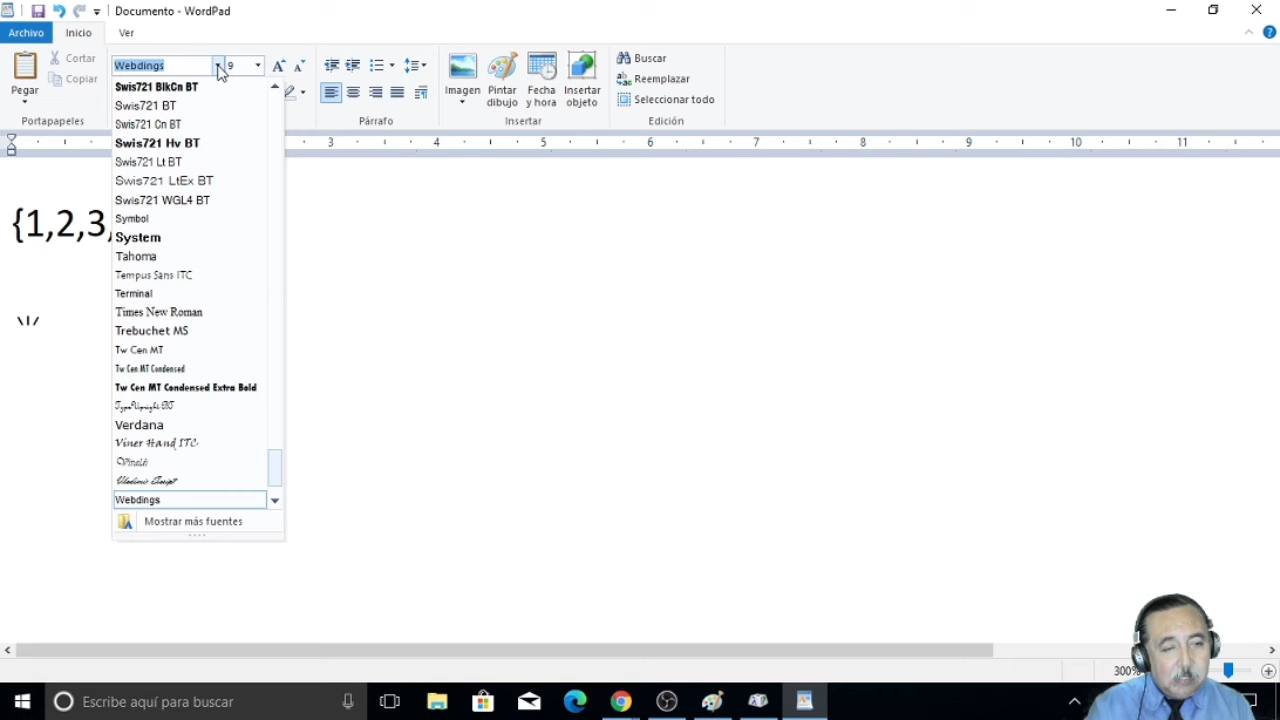 Documento - WordPad
Archivo
Inicio
Ver
Pegar
Cortar
Copiar
Portapapeles
Webdings
9
Párrafo
Imagen
Pintar dibujo
Fecha y hora
Insertar objeto
Insertar
Buscar
Reemplazar
Seleccionar todo
Edición
3 4 5 6 7 8 9 10 11
{1,2,3,
Swis721 BlkCn BT
Swis721 BT
Swis721 Cn BT
Swis721 Hv BT
Swis721 Lt BT
Swis721 LtEx BT
Swis721 WGL4 BT
Symbol
System
Tahoma
Tempus Sans ITC
Terminal
Times New Roman
Trebuchet MS
Tw Cen MT
Tw Cen MT Condensed
Tw Cen MT Condensed Extra Bold
TypoUpright BT
Verdana
Viner Hand ITC
Vivaldi
Vladimir Script
Webdings
Mostrar más fuentes
300%
Escribe aquí para buscar